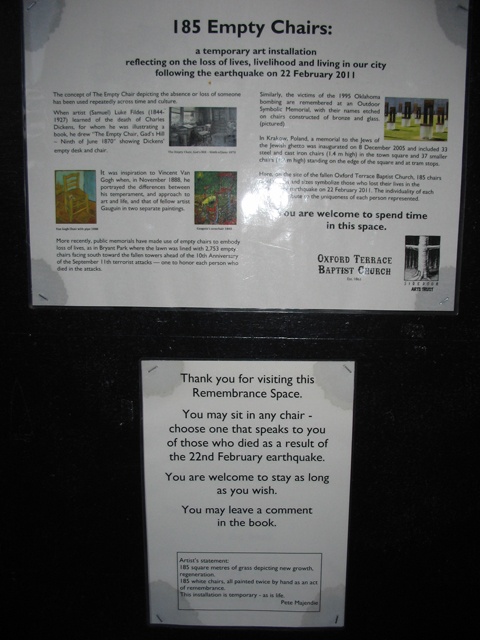 185 Empty Chairs:
a temporary art installation
reflecting on the loss of lives, livelihood and living in our city
following the earthquake on 22 February 2011
The concept of The Empty Chair depicting the absence or loss of someone
has been used repeatedly across time and culture.
When artist (Samuel) Luke Fildes (1844-
1927) learned of the death of Charles
Dickens, for whom he was illustrating a
book, he drew "The Empty Chair, Gad's Hill
– Ninth of June 1870' showing Dickens'
empty desk and chair.
It was inspiration to Vincent Van
Gogh when, in November 1888, he
portrayed the differences between
his temperament, and approach to
art and life, and that of fellow artist
Gauguin in two separate paintings.
More recently, public memorials have made use of empty chairs to embody
loss of lives, as in Bryant Park where the lawn was lined with 2,753 empty
chairs facing south toward the fallen towers ahead of the 10th Anniversary
of the September 11th terrorist attacks — one to honor each person who
died in the attacks.
Similarly, the victims of the 1995 Oklahoma
bombing are remembered at an Outdoor
Symbolic Memorial, with their names etched
on chairs constructed of bronze and glass.
(pictured)
In Krakow, Poland, a memorial to the Jews of
the Jewish ghetto was inaugurated on 8 December 2005 and included 33
steel and cast iron chairs (1.4 m high) in the town square and 37 smaller
chairs (m high) standing on the edge of the square and at tram stops.
Here, on the site of the fallen Oxford Terrace Baptist Church, 185 chairs
and sizes symbolize those who lost their lives in the
earthquake on 22 February 2011. The individuality of each
the uniqueness of each person represented.
You are welcome to spend time
in this space.
Oxford Terrace
Baptist Church
ARTS TRUST
Thank you for visiting this
Remembrance Space.
You may sit in any chair -
choose one that speaks to you
of those who died as a result of
the 22nd February earthquake.
You are welcome to stay as long
as you wish.
You may leave a comment
in the book.
Artist's statement:
185 square metres of grass depicting new growth,
regeneration.
185 white chairs, all painted twice by hand as an act
of remembrance.
This installation is temporary - as is life.
Pete Majendie